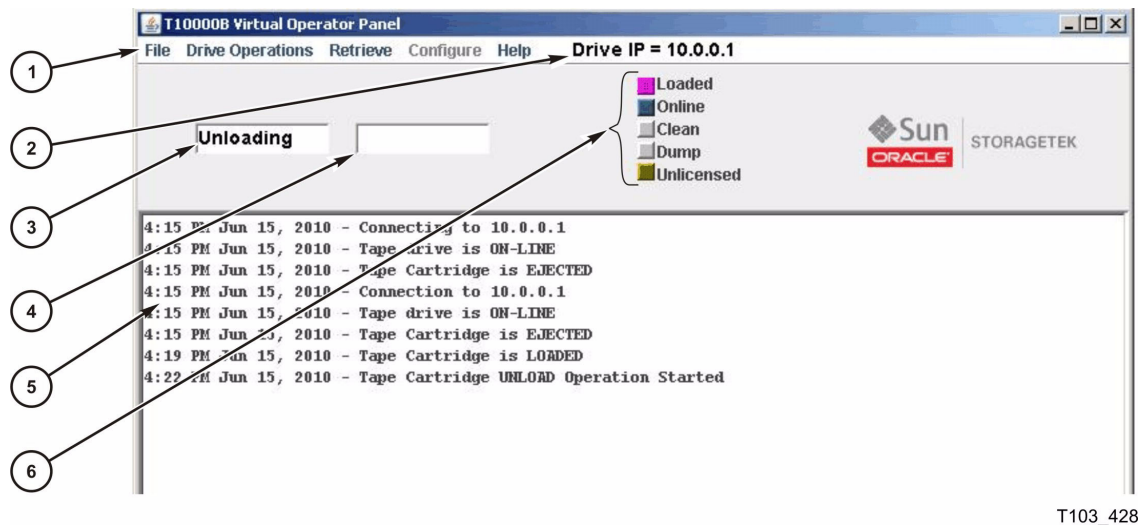 T10000B Virtual Operator Panel
File Drive Operations Retrieve Configure Help Drive IP = 10.0.0.1
1
Loaded
Online
Clean
Dump
Unlicensed
Unloading
Sun
ORACLE
STORAGETEK
2
3
4:15 PM Jun 15, 2010 - Connecting to 10.0.0.1
4:15 PM Jun 15, 2010 - Tape drive is ON-LINE
4:15 PM Jun 15, 2010 - Tape Cartridge is EJECTED
4:15 PM Jun 15, 2010 - Connection to 10.0.0.1
4:15 PM Jun 15, 2010 - Tape drive is ON-LINE
4:15 PM Jun 15, 2010 - Tape Cartridge is EJECTED
4:19 PM Jun 15, 2010 - Tape Cartridge is LOADED
4:22 PM Jun 15, 2010 - Tape Cartridge UNLOAD Operation Started
4
5
6
T103_428